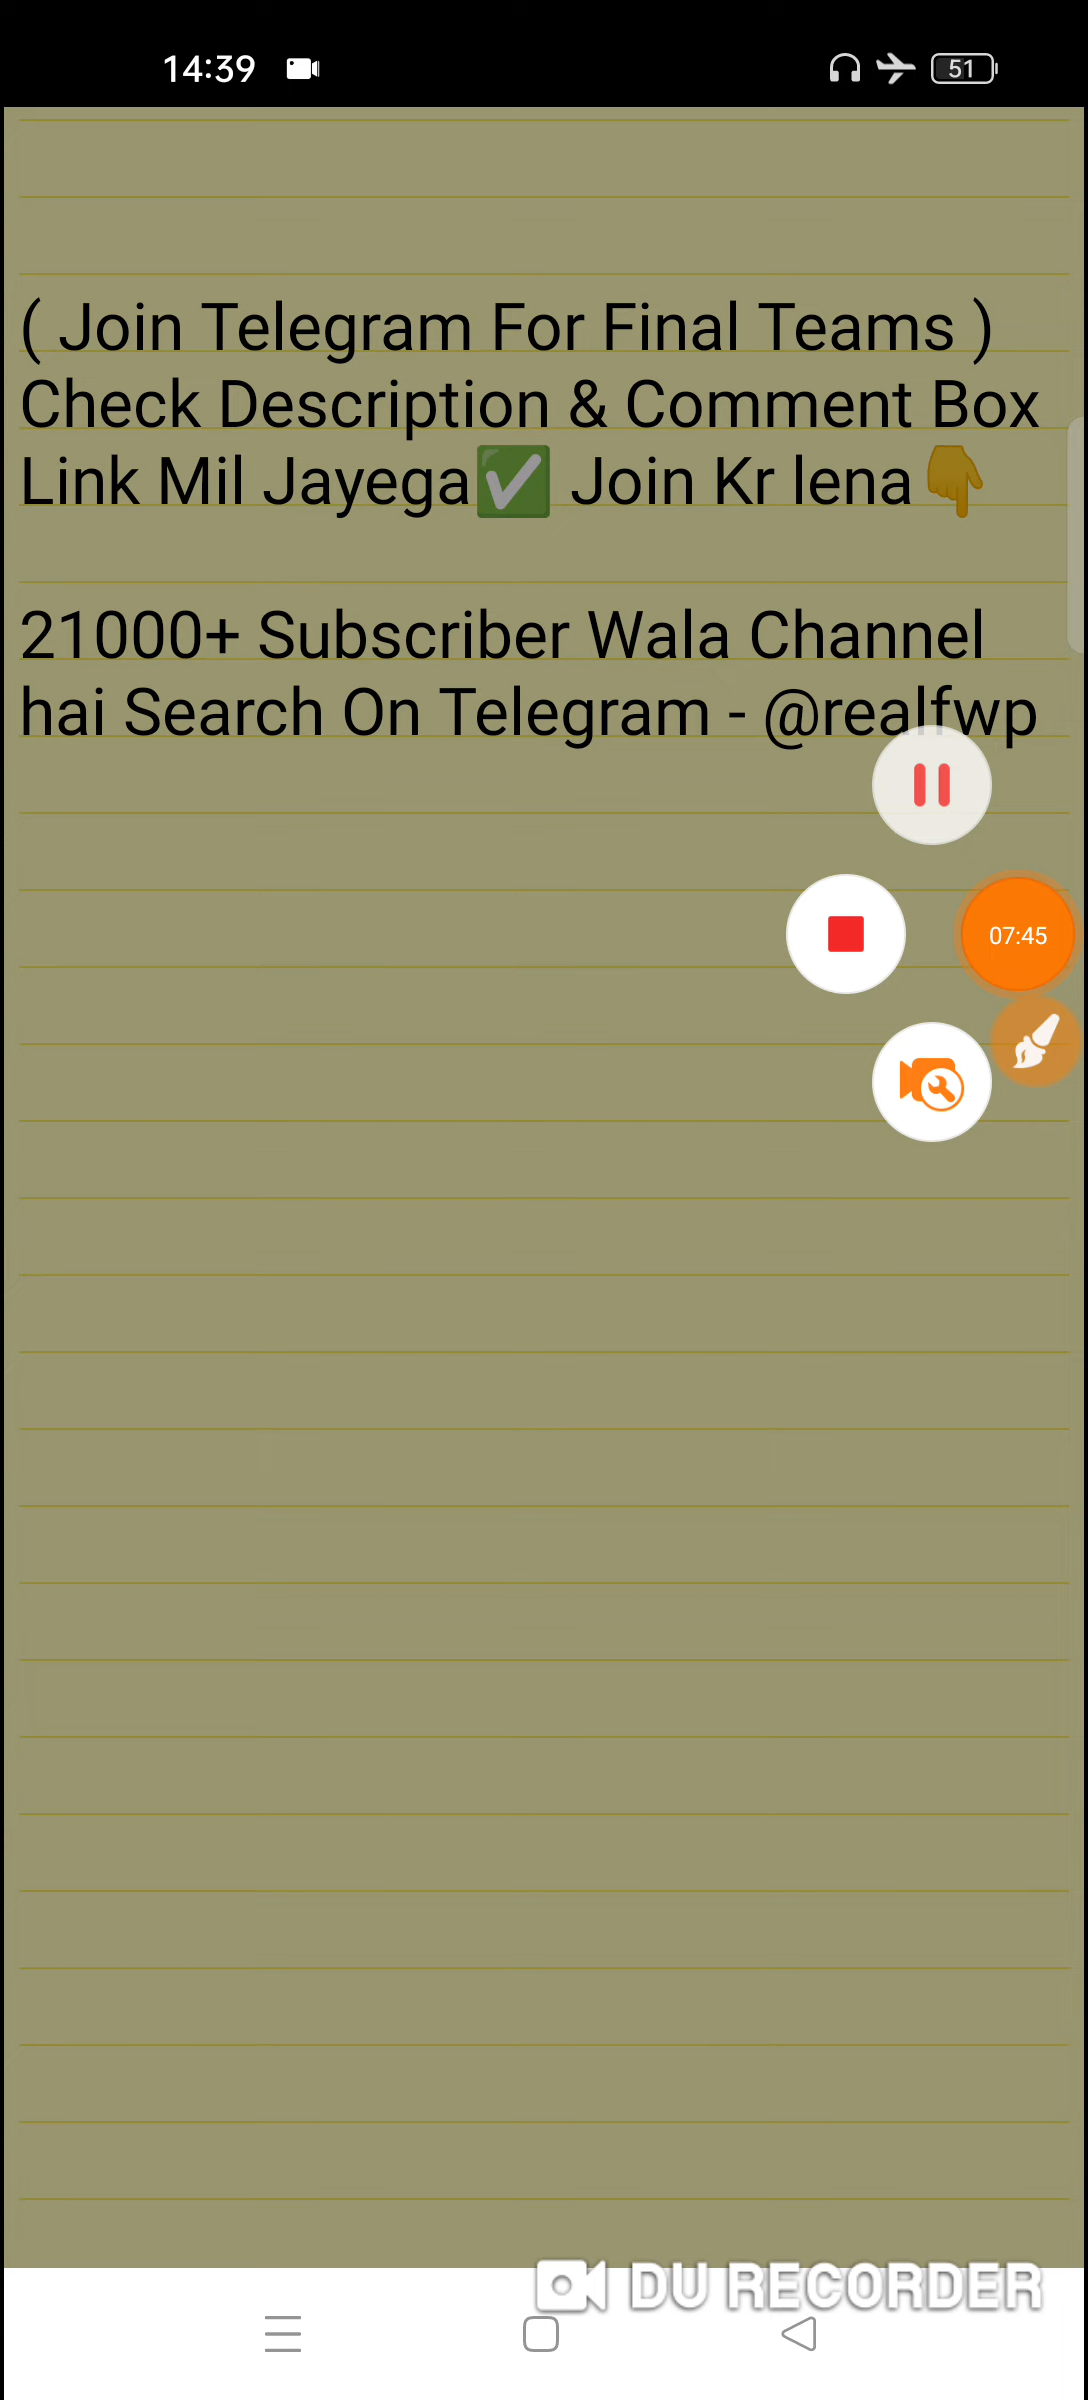 14:39
51
( Join Telegram For Final Teams )
Check Description & Comment Box
Link Mil Jayega✅ Join Kr lena👇
21000+ Subscriber Wala Channel
hai Search On Telegram - @realfwp
07:45
DU RECORDER